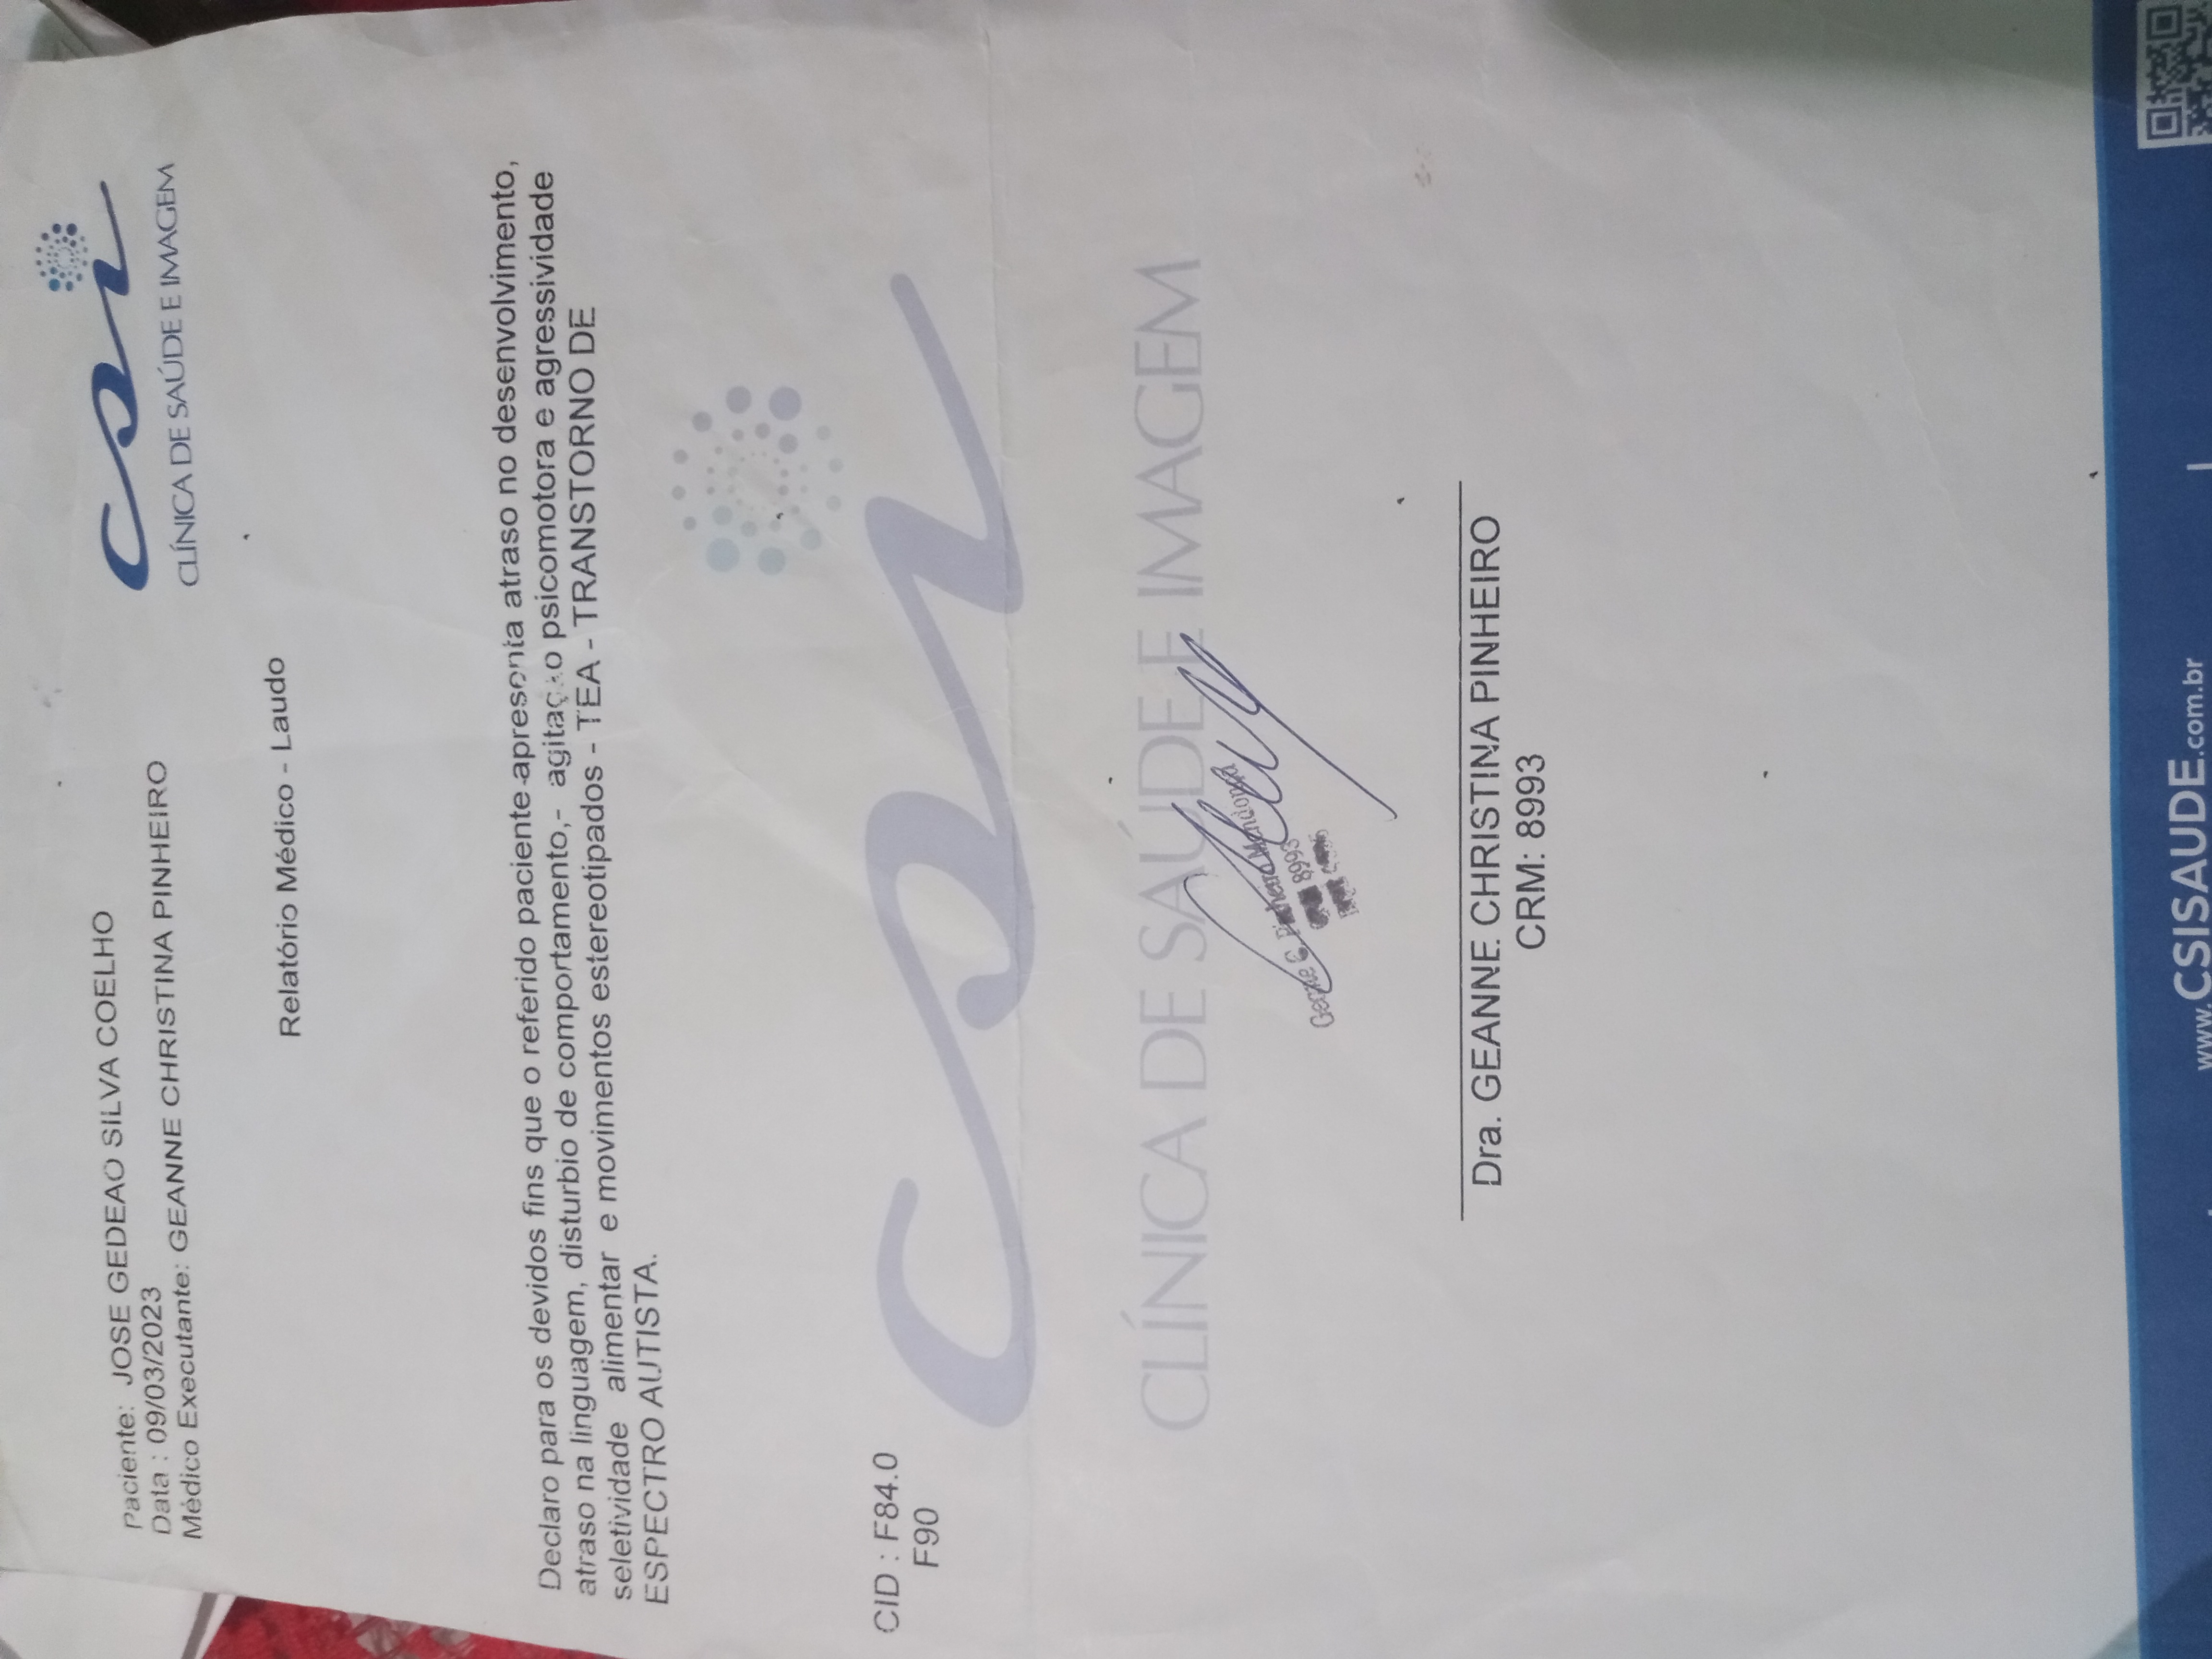 Paciente: JOSE GEDEAO SILVA COELHO
Data : 09/03/2023
Médico Executante: GEANNE CHRISTINA PINHEIRO
csi
CLÍNICA DE SAÚDE E IMAGEM
Relatório Médico - Laudo
Declaro para os devidos fins que o referido paciente apresenta atraso no desenvolvimento,
atraso na linguagem, disturbio de comportamento,- agitação psicomotora e agressividade
seletividade alimentar e movimentos estereotipados - TEA - TRANSTORNO DE
ESPECTRO AUTISTA.
CID : F84.0
F90
csi
CLÍNICA DE SAÚDE E IMAGEM
Geanne C. Pinheiro Mendonça
CRM 8993
Dra. GEANNE CHRISTINA PINHEIRO
CRM: 8993
www.CSISAUDE.com.br